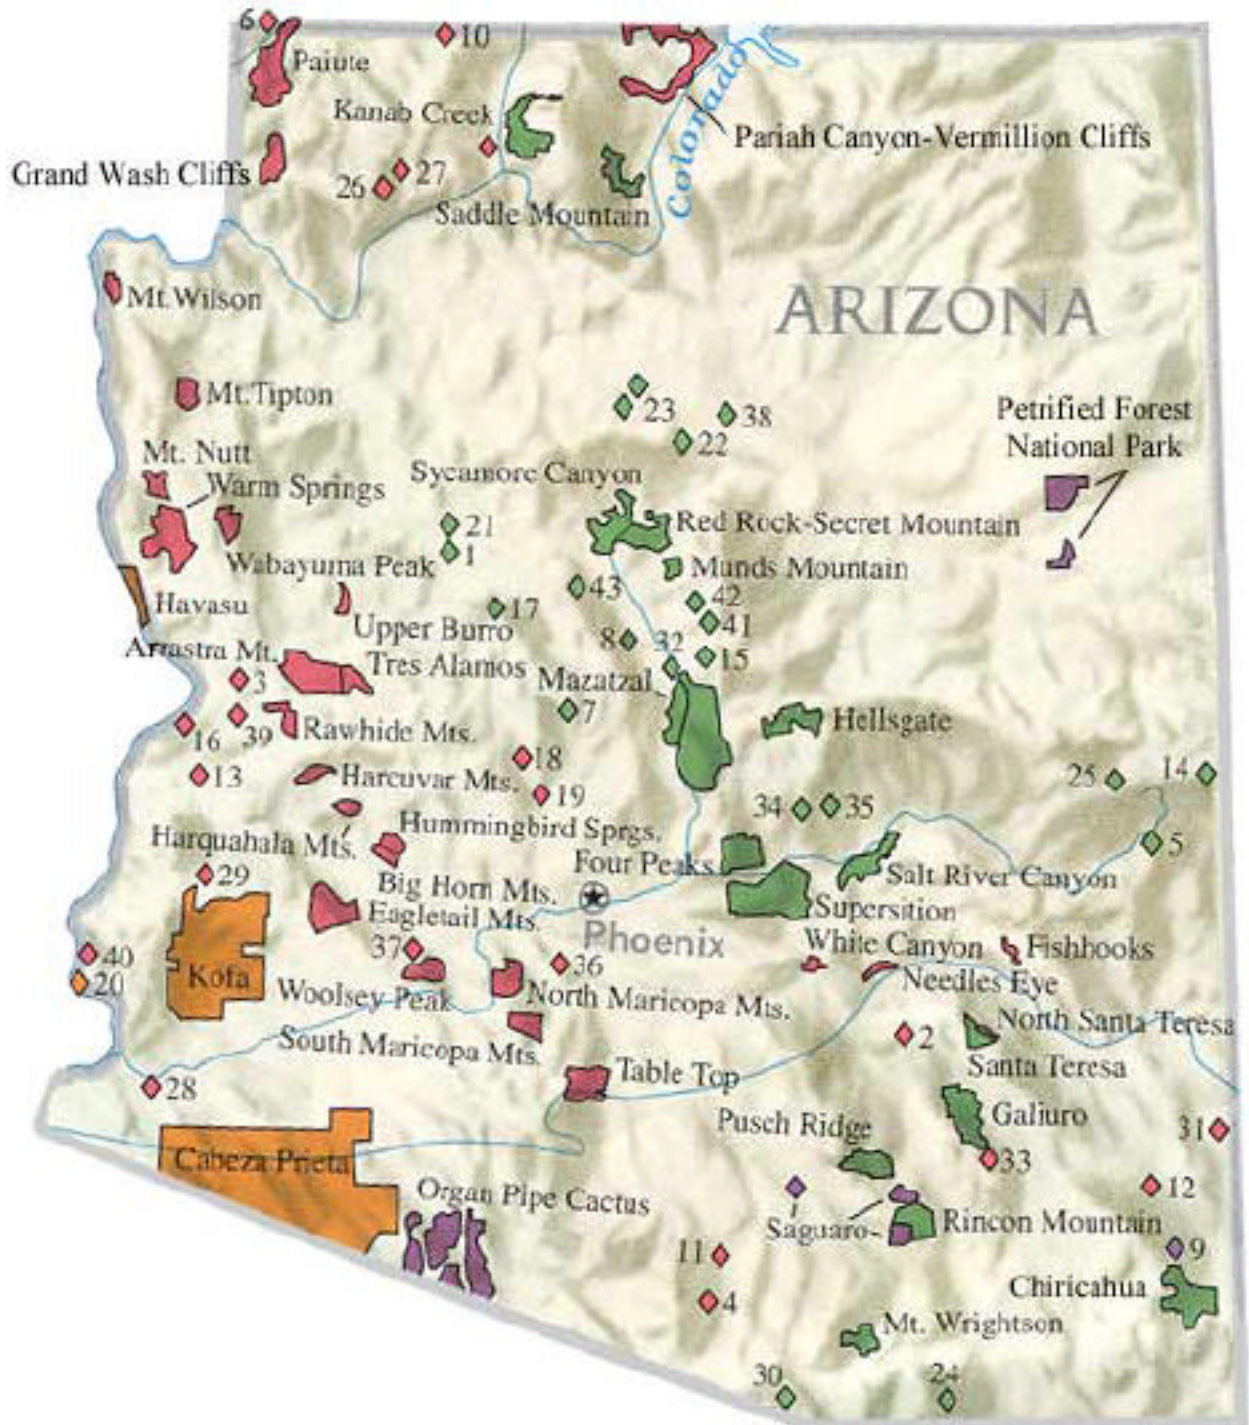 6
10
Paiute
Kanab Creek
Colorado
Pariah Canyon-Vermillion Cliffs
Grand Wash Cliffs
27
26
Saddle Mountain
Mt.Wilson
ARIZONA
Mt.Tipton
23
38
22
Petrified Forest
National Park
Mt. Nutt
Warm Springs
Sycamore Canyon
21
1
Red Rock-Secret Mountain
Wabayuma Peak
Munds Mountain
43
42
Havasu
17
41
Upper Burro
8
32
15
Arrastra Mt.
Tres Alamos
3
Mazatzal
7
Hellsgate
16
39
Rawhide Mts.
18
13
Harcuvar Mts.
19
25
14
34
35
Hummingbird Sprgs.
Harquahala Mts.
5
Four Peaks
29
Big Horn Mts.
Salt River Canyon
Eagletail Mts.
Supersition
Phoenix
37
White Canyon
Fishhooks
40
36
20
Kofa
Woolsey Peak
North Maricopa Mts.
Needles Eye
South Maricopa Mts.
2
North Santa Teresa
Santa Teresa
Table Top
28
Pusch Ridge
Galiuro
31
33
Cabeza Prieta
12
Organ Pipe Cactus
Saguaro
Rincon Mountain
11
9
Chiricahua
4
Mt. Wrightson
30
24